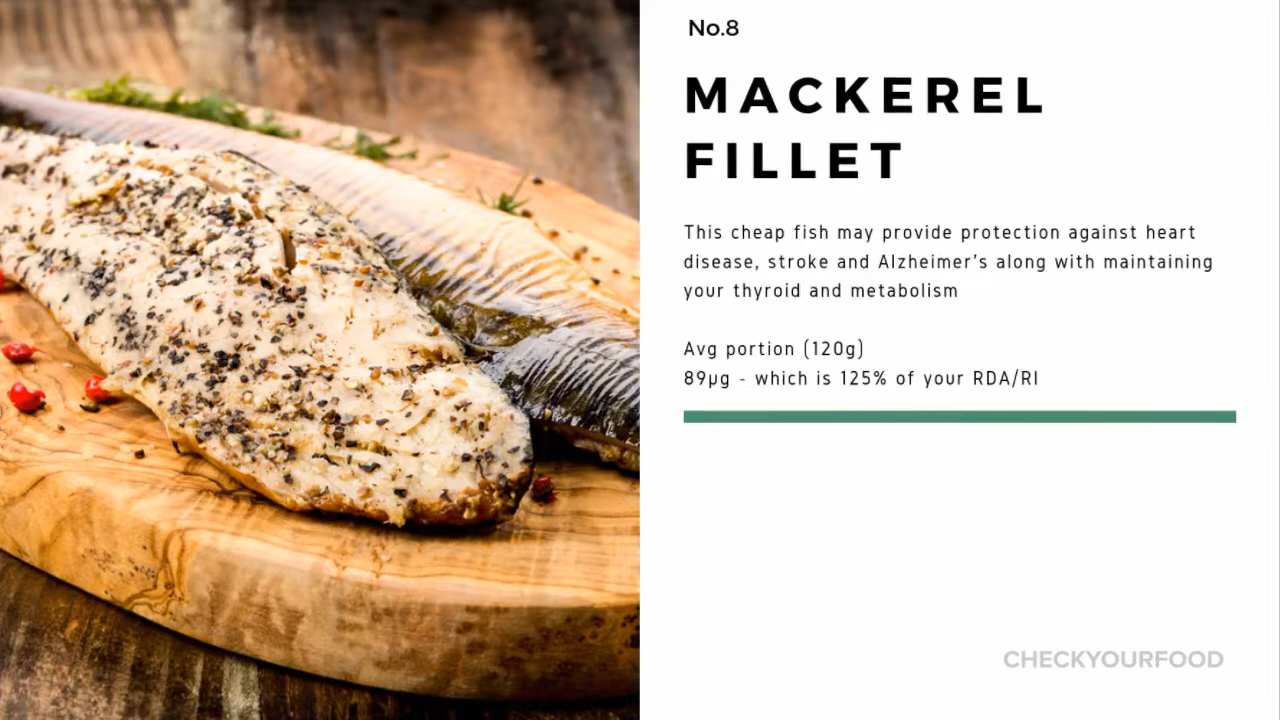 No.8
MACKEREL
FILLET
This cheap fish may provide protection against heart
disease, stroke and Alzheimer's along with maintaining
your thyroid and metabolism
Avg portion (120g)
89µg - which is 125% of your RDA/RI
CHECKYOURFOOD